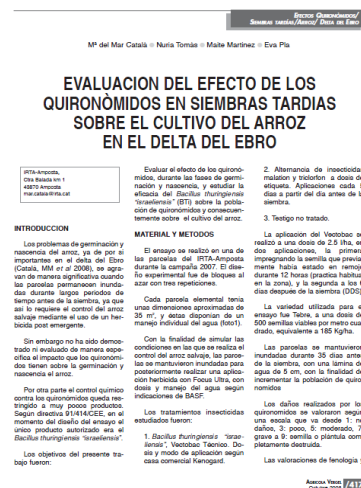 EFECTOS QUIRONÓMIDOS/
SIEMBRAS TARDÍAS/ARROZ/ DELTA DEL EBRO
Mª del Mar Catalá Nuria Tomás Maite Martínez Eva Pla
EVALUACION DEL EFECTO DE LOS
QUIRONÒMIDOS EN SIEMBRAS TARDIAS
SOBRE EL CULTIVO DEL ARROZ
EN EL DELTA DEL EBRO
IRTA-Amposta,
Ctra Balada km 1
43870 Amposta
mar.catala@irta.cat
INTRODUCCION
Los problemas de germinación y
nascencia del arroz, ya de por si
importantes en el delta del Ebro
(Català, MM et al 2008), se agra-
van de manera significativa cuando
las parcelas permanecen inunda-
das durante largos periodos de
tiempo antes de la siembra, ya que
así lo requiere el control del arroz
salvaje mediante el uso de un her-
bicida post emergente.
Sin embargo no ha sido demos-
trado ni evaluado de manera espe-
cífica el impacto que los quironómi-
dos tienen sobre la germinación y
nascencia del arroz.
Por otra parte el control químico
contra los quironómidos queda res-
tringido a muy pocos productos.
Según directiva 91/414/CEE, en el
momento del diseño del ensayo el
único producto autorizado era el
Bacillus thuringiensis "israeliensis".
Los objetivos del presente tra-
bajo fueron:
Evaluar el efecto de los quironó-
midos, durante las fases de germi-
nación y nascencia, y estudiar la
eficacia del Bacillus thuringiensis
"israeliensis" (BTi) sobre la pobla-
ción de quironómidos y consecuen-
temente sobre el cultivo del arroz.
MATERIAL Y METODOS
El ensayo se realizó en una de
las parcelas del IRTA-Amposta
durante la campaña 2007. El dise-
ño experimental fue de bloques al
azar con tres repeticiones.
Cada parcela elemental tenia
unas dimensiones aproximadas de
35 m², y éstas disponían de un
manejo individual del agua (foto1).
Con la finalidad de simular las
condiciones en las que se realiza el
control del arroz salvaje, las parce-
las se mantuvieron inundadas para
posteriormente realizar una aplica-
ción herbicida con Focus Ultra, con
dosis y manejo del agua según
indicaciones de BASF.
Los tratamientos insecticidas
estudiados fueron:
1. Bacillus thuringiensis "israe-
liensis", Vectobac Técnico. Do-
sis y modo de aplicación según
casa comercial Kenogard.
2. Alternancia de insecticidas
malation y triclorfon a dosis de
etiqueta. Aplicaciones cada
días a partir del día antes de la
siembra.
3. Testigo no tratado.
La aplicación del Vectobac se
realizo a una dosis de 2.5 l/ha, en
dos aplicaciones, la primera
impregnando la semilla que previa-
mente había estado en remojo
durante 12 horas (practica habitual
en la zona), y la segunda a los
días después de la siembra (DDS).
La variedad utilizada para el
ensayo fue Tebre, a una dosis de
500 semillas viables por metro cua-
drado, equivalente a 185 Kg/ha.
Las parcelas se mantuvieron
inundadas durante 35 días antes
de la siembra, con una lámina de
agua de 5 cm, con la finalidad de
incrementar la población de quiro-
nomidos
Los daños realizados por los
quironomidos se valoraron según
una escala que va desde 1: no
daños, 3: poco, 5: moderado, 7:
grave a 9: semilla o plántula com-
pletamente destruida.
Las valoraciones de fenología y
AGRICOLA VERGEL
Octubre 2008
417